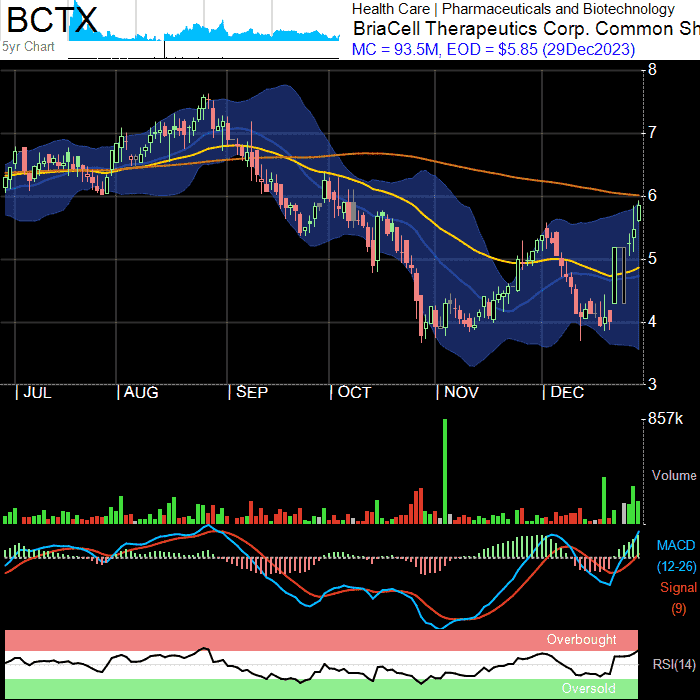 BCTX
5yr Chart
Health Care | Pharmaceuticals and Biotechnology
BriaCell Therapeutics Corp. Common Sh
MC = 93.5M, EOD = $5.85 (29Dec2023)
8
7
6
5
4
3
| JUL | AUG | SEP | OCT | NOV | DEC
857k
Volume
MACD
(12-26)
Signal
(9)
Overbought
RSI(14)
Oversold